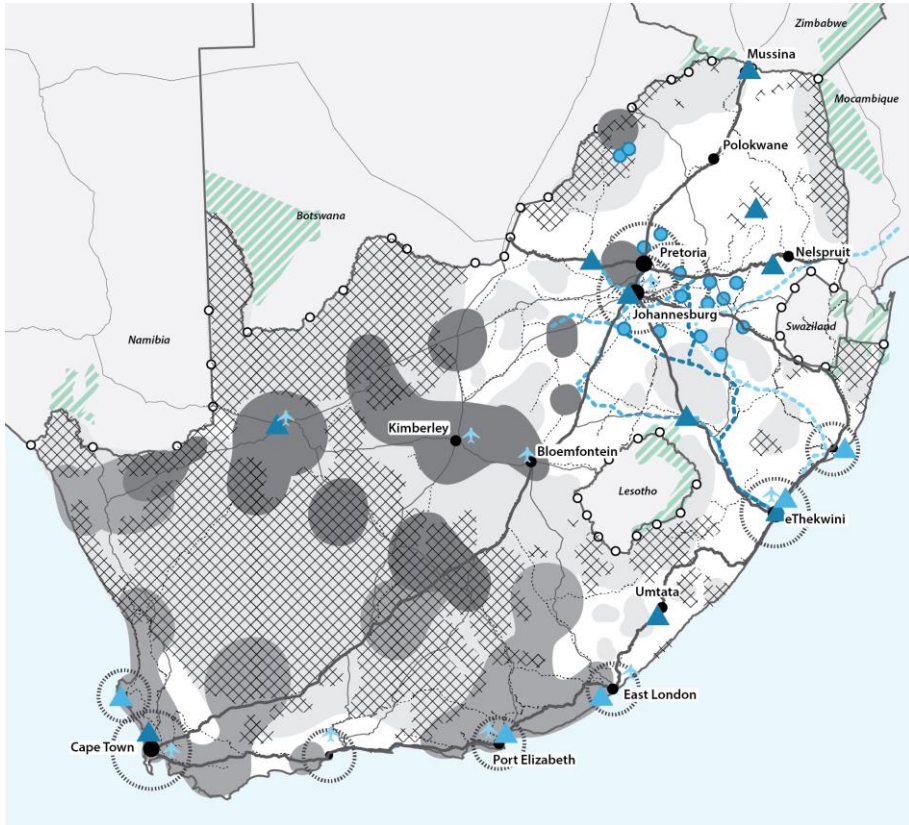 Zimbabwe
Mussina
Mocambique
Polokwane
Botswana
Pretoria
Nelspruit
Johannesburg
Swaziland
Namibia
Kimberley
Bloemfontein
Lesotho
eThekwini
Umtata
East London
Cape Town
Port Elizabeth